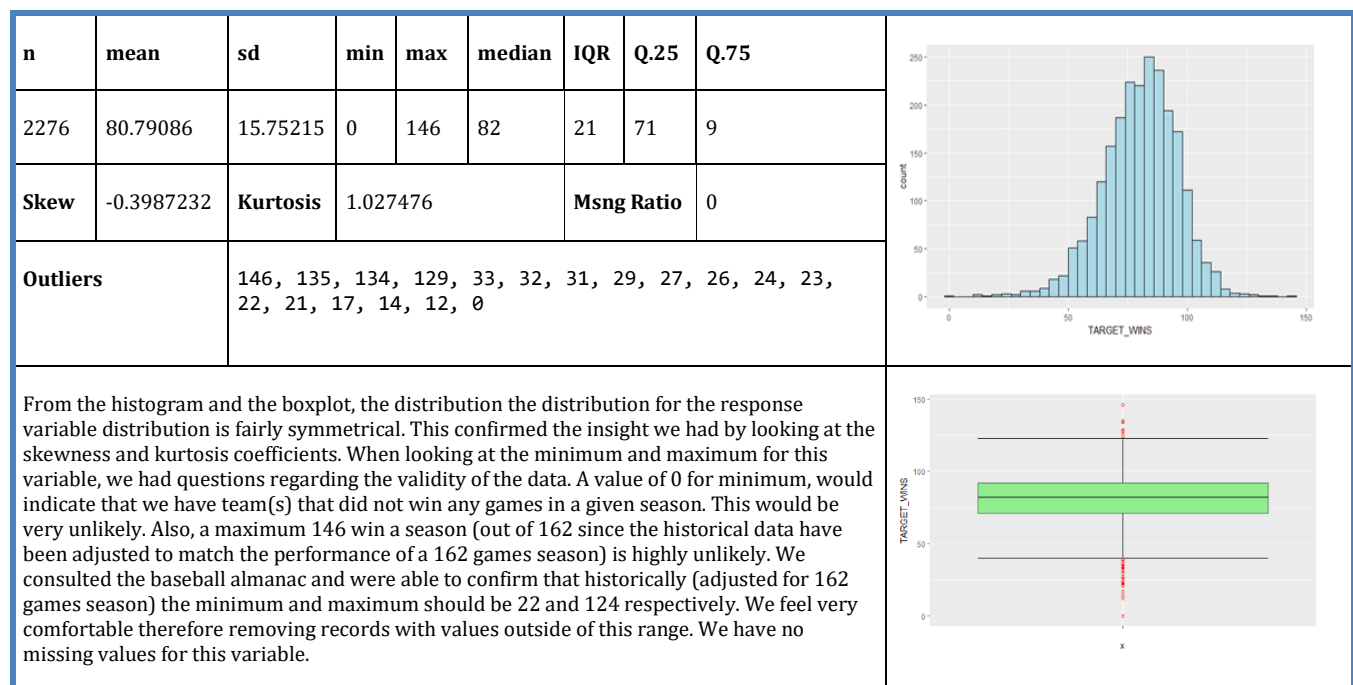 n mean sd min max median IQR Q.25 Q.75
2276 80.79086 15.75215 0 146 82 21 71 9
Skew -0.3987232 Kurtosis 1.027476 Msng Ratio 0
Outliers 146, 135, 134, 129, 33, 32, 31, 29, 27, 26, 24, 23,
22, 21, 17, 14, 12, 0
250
200
150
100
50
0
count
0 50 100 150
TARGET_WINS
From the histogram and the boxplot, the distribution the distribution for the response
variable distribution is fairly symmetrical. This confirmed the insight we had by looking at the
skewness and kurtosis coefficients. When looking at the minimum and maximum for this
variable, we had questions regarding the validity of the data. A value of 0 for minimum, would
indicate that we have team(s) that did not win any games in a given season. This would be
very unlikely. Also, a maximum 146 win a season (out of 162 since the historical data have
been adjusted to match the performance of a 162 games season) is highly unlikely. We
consulted the baseball almanac and were able to confirm that historically (adjusted for 162
games season) the minimum and maximum should be 22 and 124 respectively. We feel very
comfortable therefore removing records with values outside of this range. We have no
missing values for this variable.
150
100
50
0
TARGET_WINS
x